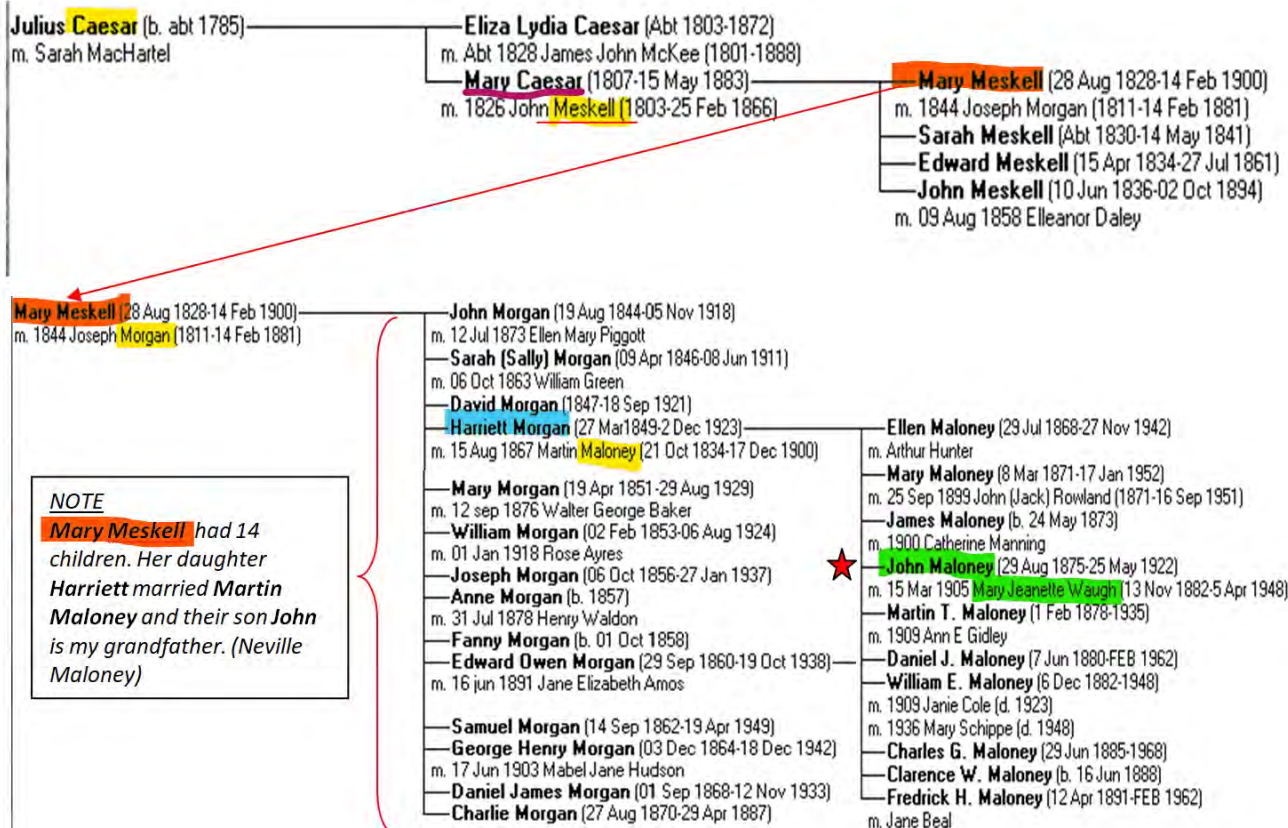 Julius Caesar (b. abt 1785)
m. Sarah MacHartel
Eliza Lydia Caesar (Abt 1803-1872)
m. Abt 1828 James John McKee (1801-1888)
Mary Caesar (1807-15 May 1883)
m. 1826 John Meskell (1803-25 Feb 1866)
Mary Meskell (28 Aug 1828-14 Feb 1900)
m. 1844 Joseph Morgan (1811-14 Feb 1881)
Sarah Meskell (Abt 1830-14 May 1841)
Edward Meskell (15 Apr 1834-27 Jul 1861)
John Meskell (10 Jun 1836-02 Oct 1894)
m. 09 Aug 1858 Elleanor Daley
Mary Meskell (28 Aug 1828-14 Feb 1900)
m. 1844 Joseph Morgan (1811-14 Feb 1881)
NOTE
Mary Meskell had 14
children. Her daughter
Harriett married Martin
Maloney and their son John
is my grandfather. (Neville
Maloney)
John Morgan (19 Aug 1844-05 Nov 1918)
m. 12 Jul 1873 Ellen Mary Piggott
Sarah (Sally) Morgan (09 Apr 1846-08 Jun 1911)
m. 06 Oct 1863 William Green
David Morgan (1847-18 Sep 1921)
Harriett Morgan (27 Mar1849-2 Dec 1923)
m. 15 Aug 1867 Martin Maloney (21 Oct 1834-17 Dec 1900)
Mary Morgan (19 Apr 1851-29 Aug 1929)
m. 12 sep 1876 Walter George Baker
William Morgan (02 Feb 1853-06 Aug 1924)
m. 01 Jan 1918 Rose Ayres
Joseph Morgan (06 Oct 1856-27 Jan 1937)
Anne Morgan (b. 1857)
m. 31 Jul 1878 Henry Waldon
Fanny Morgan (b. 01 Oct 1858)
Edward Owen Morgan (29 Sep 1860-19 Oct 1938)
m. 16 jun 1891 Jane Elizabeth Amos
Samuel Morgan (14 Sep 1862-19 Apr 1949)
George Henry Morgan (03 Dec 1864-18 Dec 1942)
m. 17 Jun 1903 Mabel Jane Hudson
Daniel James Morgan (01 Sep 1868-12 Nov 1933)
Charlie Morgan (27 Aug 1870-29 Apr 1887)
Ellen Maloney (29 Jul 1868-27 Nov 1942)
m. Arthur Hunter
Mary Maloney (8 Mar 1871-17 Jan 1952)
m. 25 Sep 1899 John (Jack) Rowland (1871-16 Sep 1951)
James Maloney (b. 24 May 1873)
m. 1900 Catherine Manning
John Maloney (29 Aug 1875-25 May 1922)
m. 15 Mar 1905 Mary Jeanette Waugh (13 Nov 1882-5 Apr 1948)
Martin T. Maloney (1 Feb 1878-1935)
m. 1909 Ann E Gidley
Daniel J. Maloney (7 Jun 1880-FEB 1962)
William E. Maloney (6 Dec 1882-1948)
m. 1909 Janie Cole (d. 1923)
m. 1936 Mary Schippe (d. 1948)
Charles G. Maloney (29 Jun 1885-1968)
Clarence W. Maloney (b. 16 Jun 1888)
Fredrick H. Maloney (12 Apr 1891-FEB 1962)
m. Jane Beal